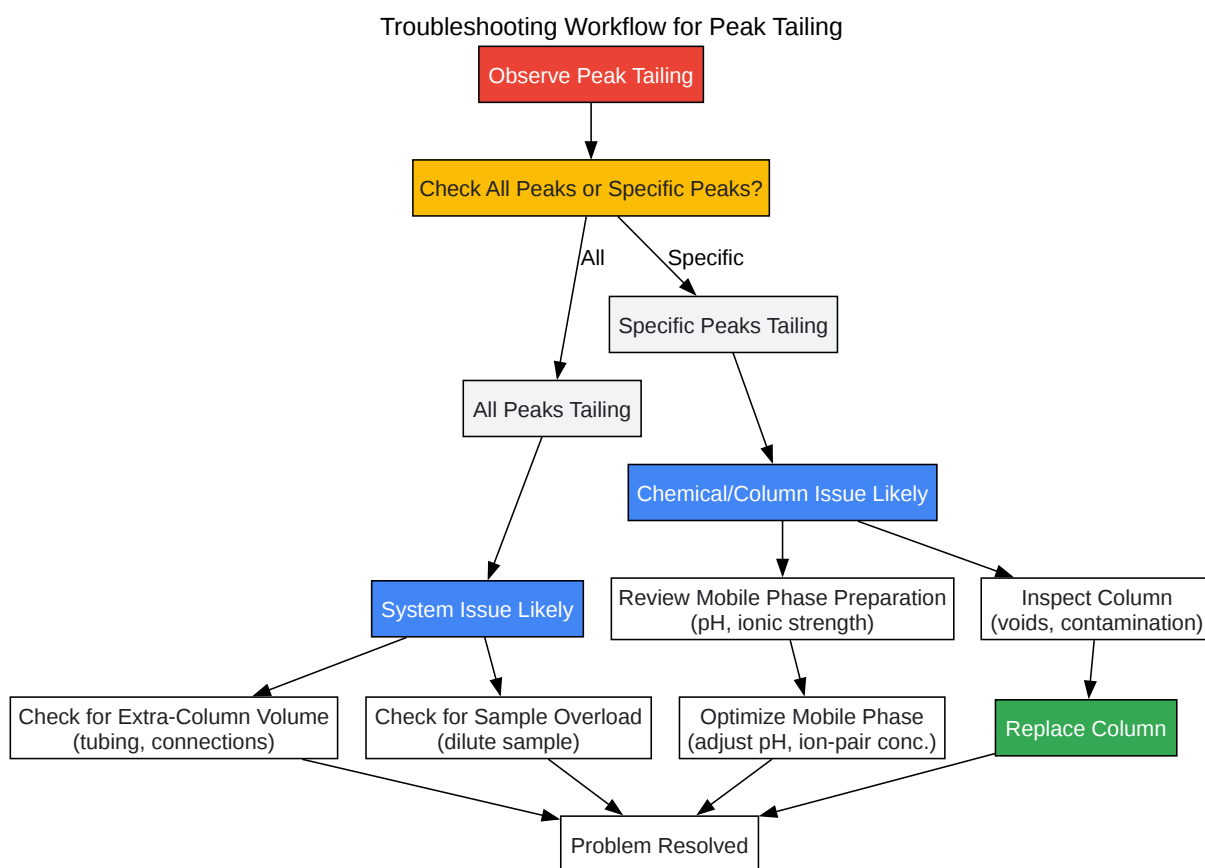 Troubleshooting Workflow for Peak Tailing
Observe Peak Tailing
Check All Peaks or Specific Peaks?
All
Specific
Specific Peaks Tailing
All Peaks Tailing
Chemical/Column Issue Likely
System Issue Likely
Review Mobile Phase Preparation
(pH, ionic strength)
Inspect Column
(voids, contamination)
Check for Extra-Column Volume
(tubing, connections)
Check for Sample Overload
(dilute sample)
Optimize Mobile Phase
(adjust pH, ion-pair conc.)
Replace Column
Problem Resolved